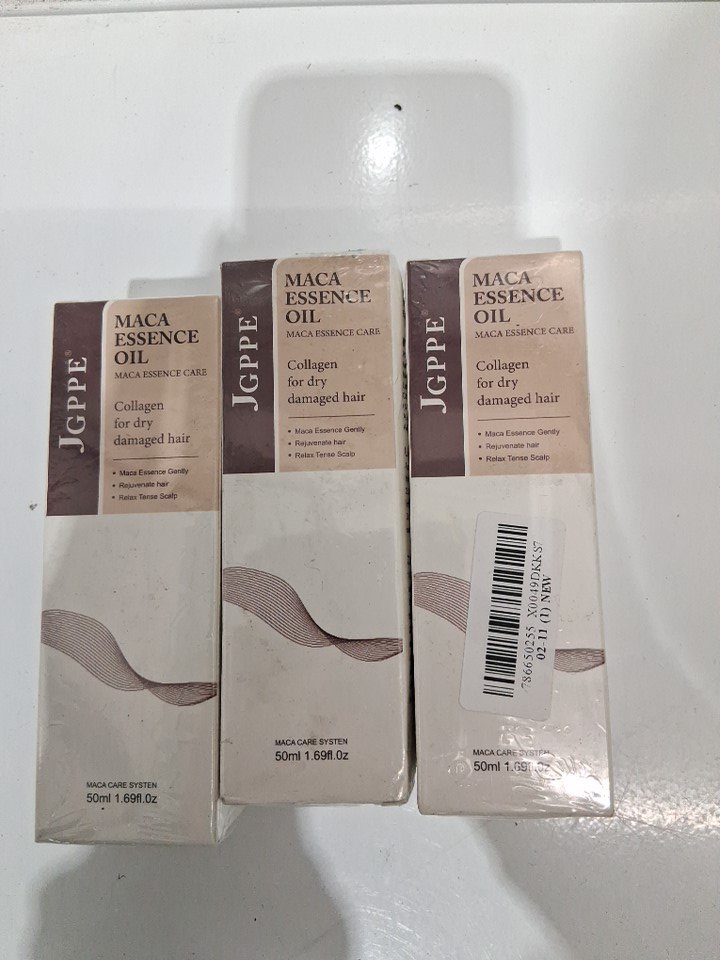 JGPPE®
MACA
ESSENCE
OIL
MACA ESSENCE CARE
Collagen
for dry
damaged hair
• Maca Essence Gently
• Rejuvenate hair
• Relax Tense Scalp
MACA CARE SYSTEN
50ml 1.69fl.0z
JGPPE®
MACA
ESSENCE
OIL
MACA ESSENCE CARE
Collagen
for dry
damaged hair
• Maca Essence Gently
• Rejuvenate hair
• Relax Tense Scalp
MACA CARE SYSTEN
50ml 1.69fl.0z
JGPPE®
MACA
ESSENCE
OIL
MACA ESSENCE CARE
Collagen
for dry
damaged hair
• Maca Essence Gently
• Rejuvenate hair
• Relax Tense Scalp
786650255 X0049DKKS7
02-11 (1) NEW
MACA CARE SYSTEN
50ml 1.69fl.0z